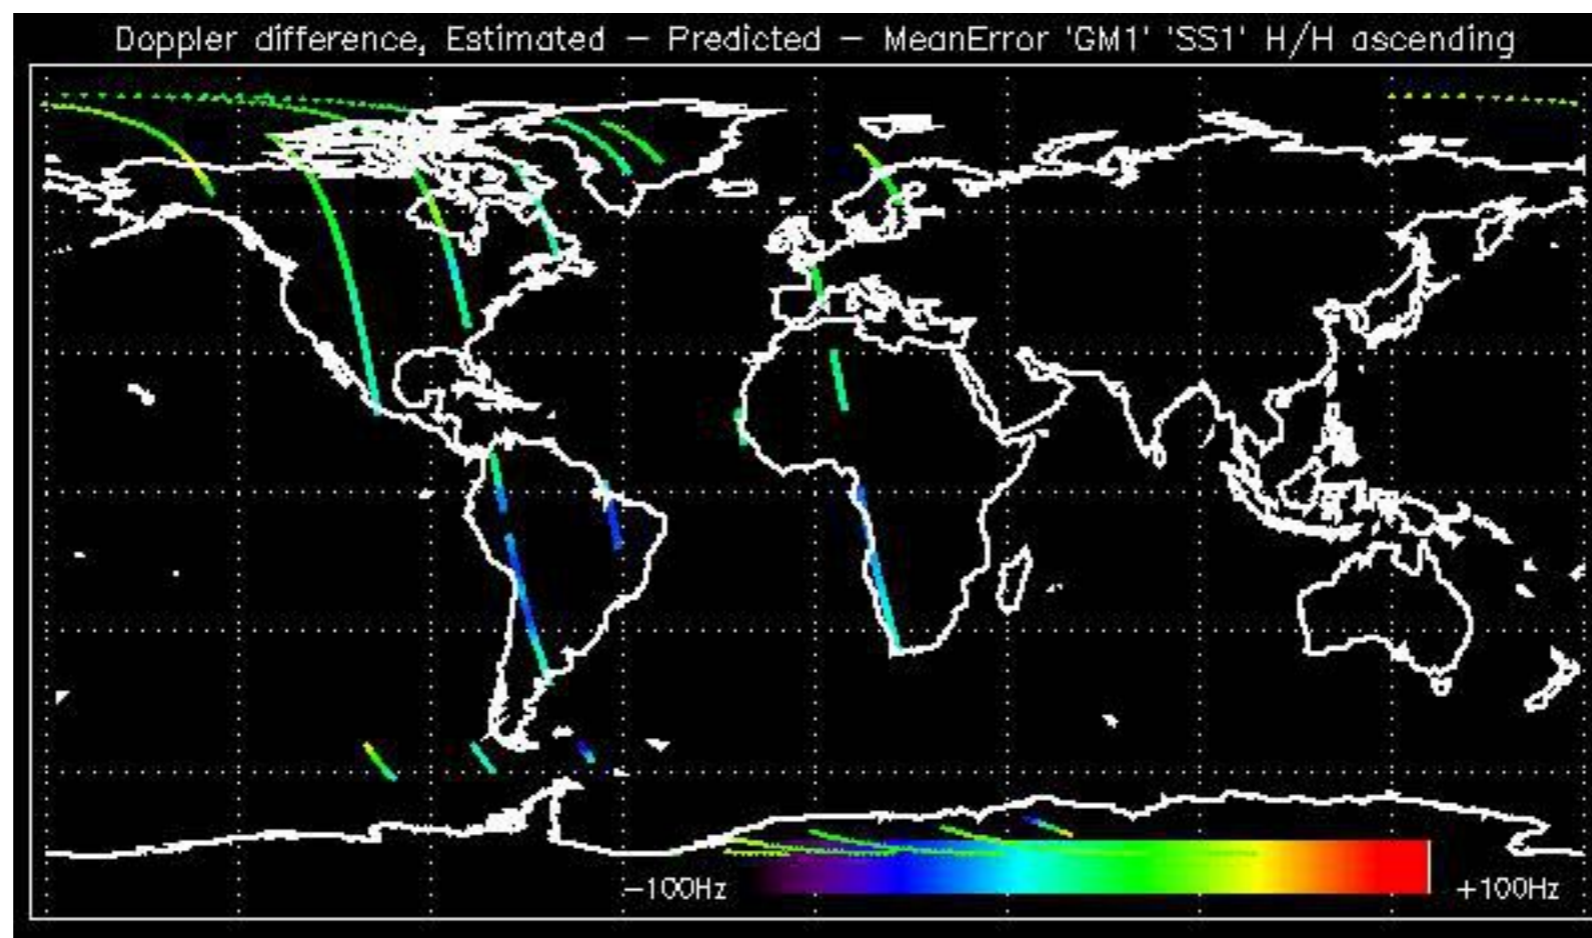 Doppler difference, Estimated — Predicted — MeanError 'GM1' 'SS1' H/H ascending
−100Hz
+100Hz